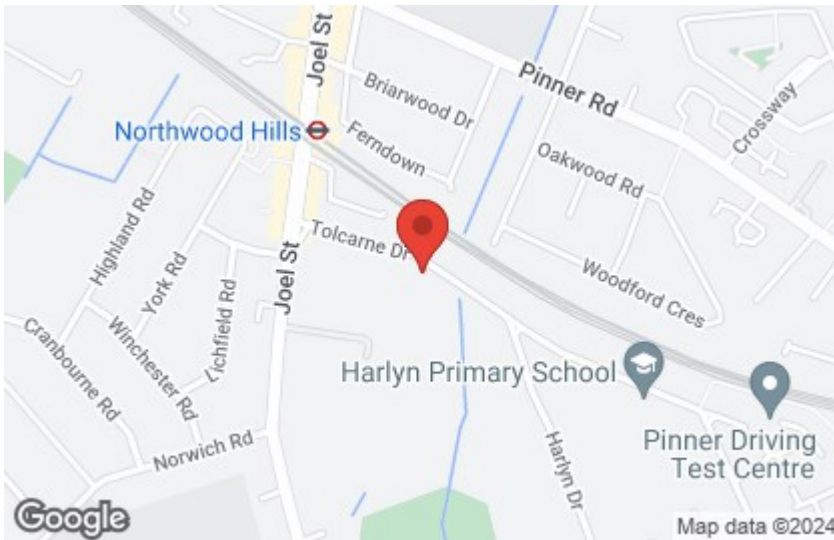 Joel St
Briarwood Dr
Pinner Rd
Crossway
Northwood Hills
Ferndown
Oakwood Rd
Highland Rd
York Rd
Tolcarne Dr
Joel St
Woodford Cres
Cranbourne Rd
Winchester Rd
Lichfield Rd
Harlyn Primary School
Norwich Rd
Harlyn Dr
Pinner Driving
Test Centre
Google
Map data ©2024